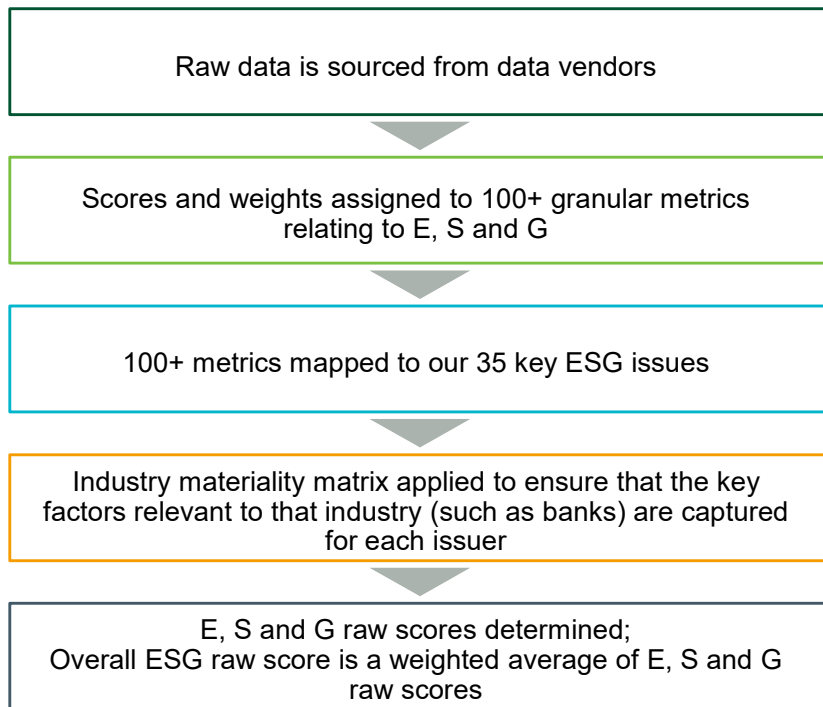 Raw data is sourced from data vendors
Scores and weights assigned to 100+ granular metrics
relating to E, S and G
100+ metrics mapped to our 35 key ESG issues
Industry materiality matrix applied to ensure that the key
factors relevant to that industry (such as banks) are captured
for each issuer
E, S and G raw scores determined;
Overall ESG raw score is a weighted average of E, S and G
raw scores